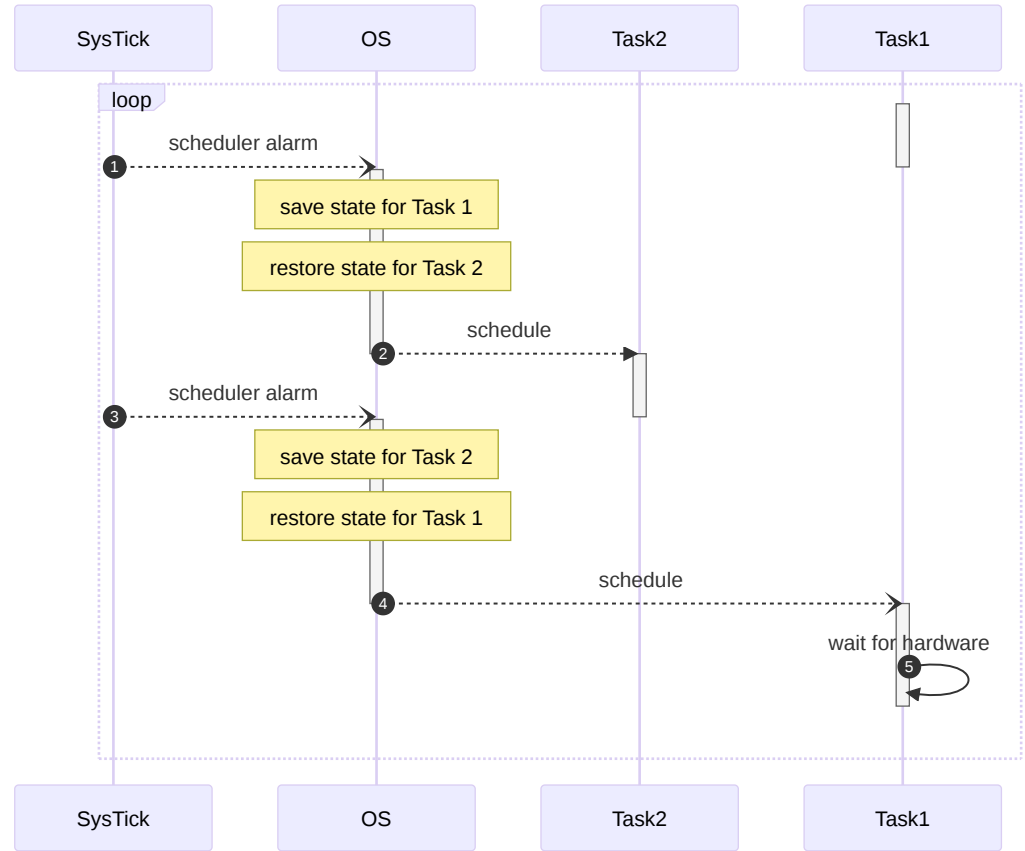 SysTick
OS
Task2
Task1
loop
scheduler alarm
1
save state for Task 1
restore state for Task 2
schedule
2
scheduler alarm
3
save state for Task 2
restore state for Task 1
schedule
4
wait for hardware
5
SysTick
OS
Task2
Task1